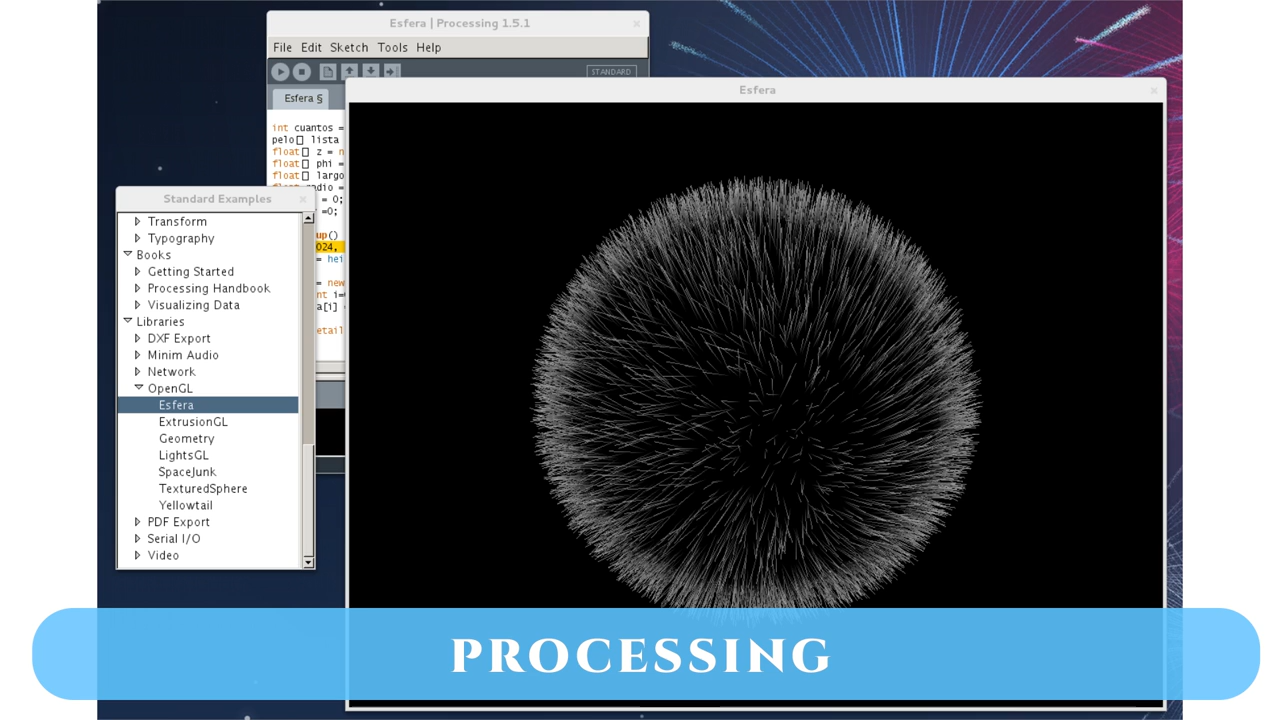 Esfera | Processing 1.5.1
File Edit Sketch Tools Help
STANDARD
Esfera §
Esfera
int cuantos =
pelo[] lista
float[] z = n
float[] phi =
float[] largo
radio =
= 0;
=0;
up()
024,
= hei
= new
nt i=
a[i]
etail
Standard Examples
Transform
Typography
Books
Getting Started
Processing Handbook
Visualizing Data
Libraries
DXF Export
Minim Audio
Network
OpenGL
Esfera
ExtrusionGL
Geometry
LightsGL
SpaceJunk
TexturedSphere
Yellowtail
PDF Export
Serial I/O
Video
PROCESSING